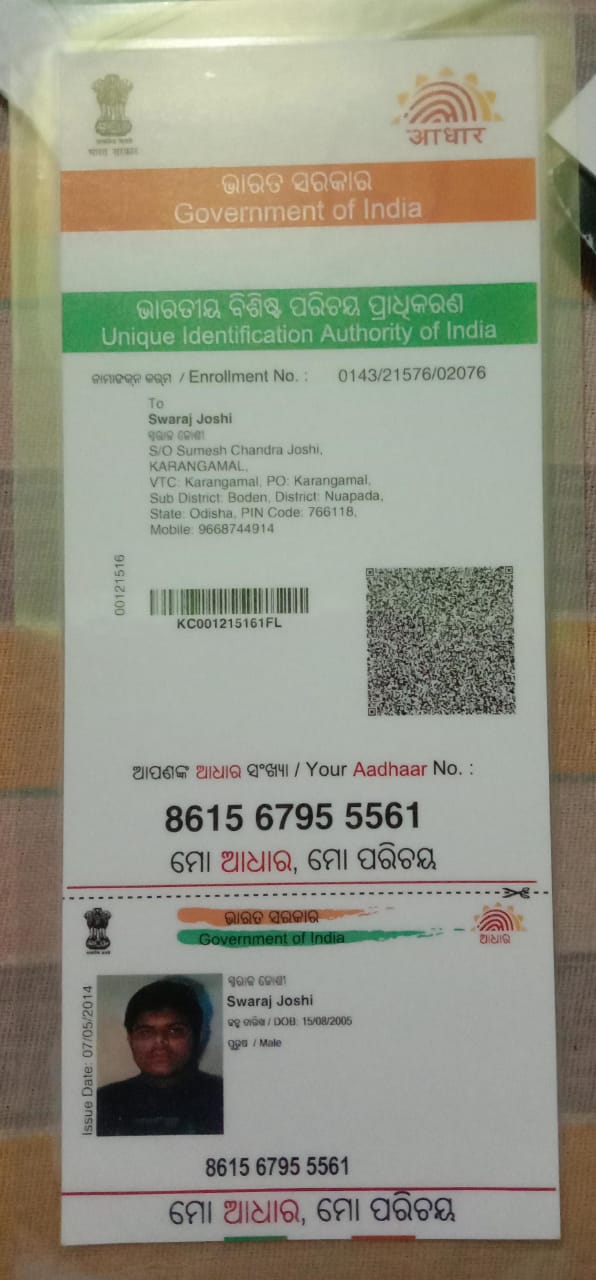 भारत सरकार
आधार
ଭାରତ ସରକାର
Government of India
ଭାରତୀୟ ବିଶିଷ୍ଟ ପରିଚୟ ପ୍ରାଧିକରଣ
Unique Identification Authority of India
/ Enrollment No. : 0143/21576/02076
To
Swaraj Joshi
ସ୍ୱରାଜ ଜୋଶୀ
S/O Sumesh Chandra Joshi,
KARANGAMAL,
VTC: Karangamal, PO: Karangamal,
Sub District: Boden, District: Nuapada,
State: Odisha, PIN Code: 766118,
Mobile: 9668744914
00121516
KC001215161FL
ଆପଣଙ୍କ ଆଧାର ସଂଖ୍ୟା / Your Aadhaar No. :
8615 6795 5561
ମୋ ଆଧାର, ମୋ ପରିଚୟ
ଭାରତ ସରକାର
Government of India
ଆଧାର
ସ୍ୱରାଜ ଜୋଶୀ
Swaraj Joshi
ଜନ୍ମ ତାରିଖ / DOB: 15/08/2005
ପୁରୁଷ / Male
Issue Date: 07/05/2014
8615 6795 5561
ମୋ ଆଧାର, ମୋ ପରିଚୟ